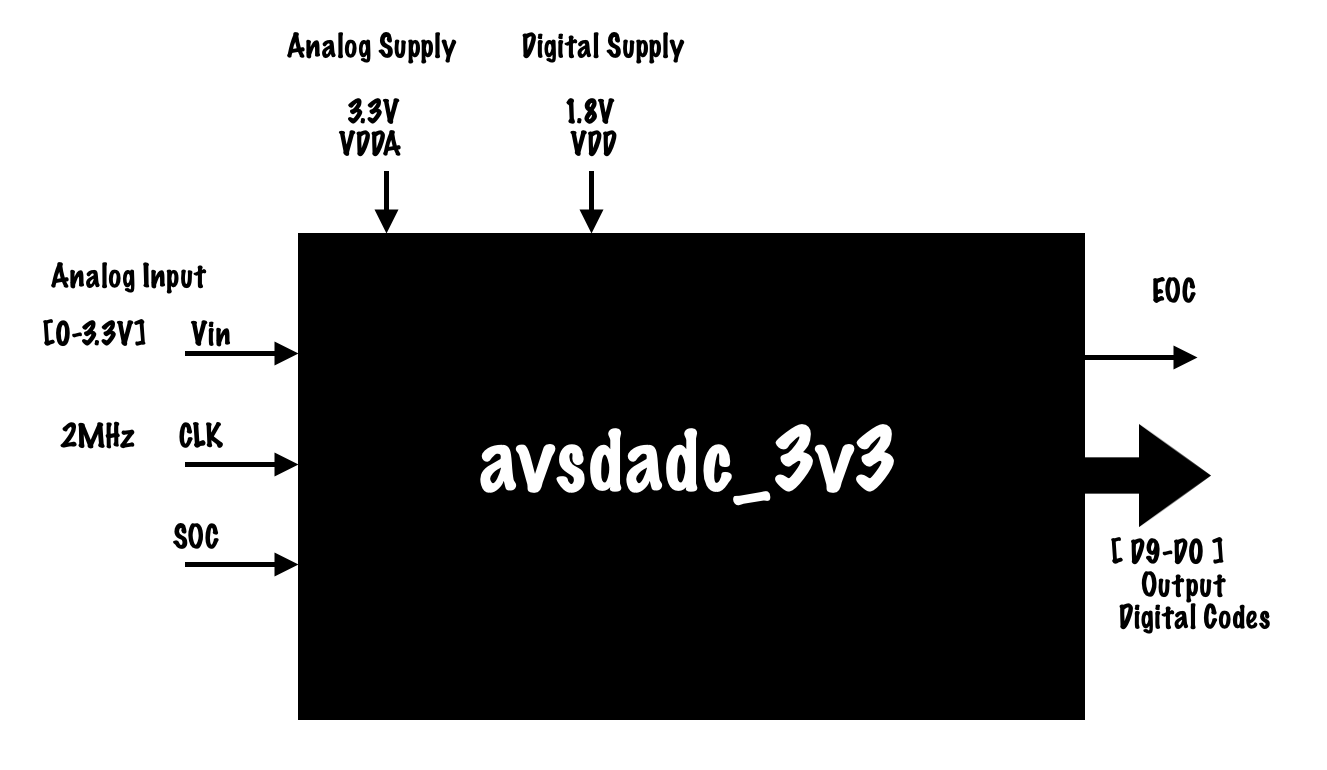 Analog Supply Digital Supply
3.3V 1.8V
VDDA VDD
Analog Input
EOC
[0-3.3V] Vin
2MHz CLK
avsdadc_3v3
SOC
[ D9-D0 ]
Output
Digital Codes